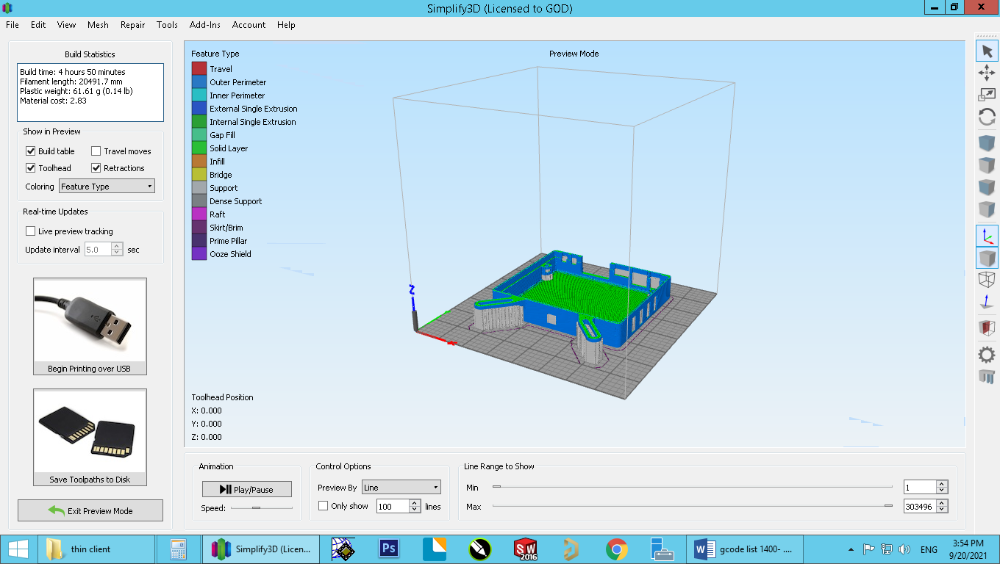 Simplify3D (Licensed to GOD)
File Edit View Mesh Repair Tools Add-Ins Account Help
Build Statistics
Build time: 4 hours 50 minutes
Filament length: 20491.7 mm
Plastic weight: 61.61 g (0.14 lb)
Material cost: 2.83
Show in Preview
Build table
Travel moves
Toolhead
Retractions
Coloring
Feature Type
Real-time Updates
Live preview tracking
Update interval 5.0 sec
Begin Printing over USB
Save Toolpaths to Disk
Exit Preview Mode
Feature Type
Travel
Outer Perimeter
Inner Perimeter
External Single Extrusion
Internal Single Extrusion
Gap Fill
Solid Layer
Infill
Bridge
Support
Dense Support
Raft
Skirt/Brim
Prime Pillar
Ooze Shield
Preview Mode
Z
Toolhead Position
X: 0.000
Y: 0.000
Z: 0.000
Animation
Play/Pause
Speed:
Control Options
Preview By Line
Only show 100 lines
Line Range to Show
Min 1
Max 303496
thin client
Simplify3D (Licen...
Ps
SW
2016
W
gcode list 1400- ....
ENG
3:54 PM
9/20/2021